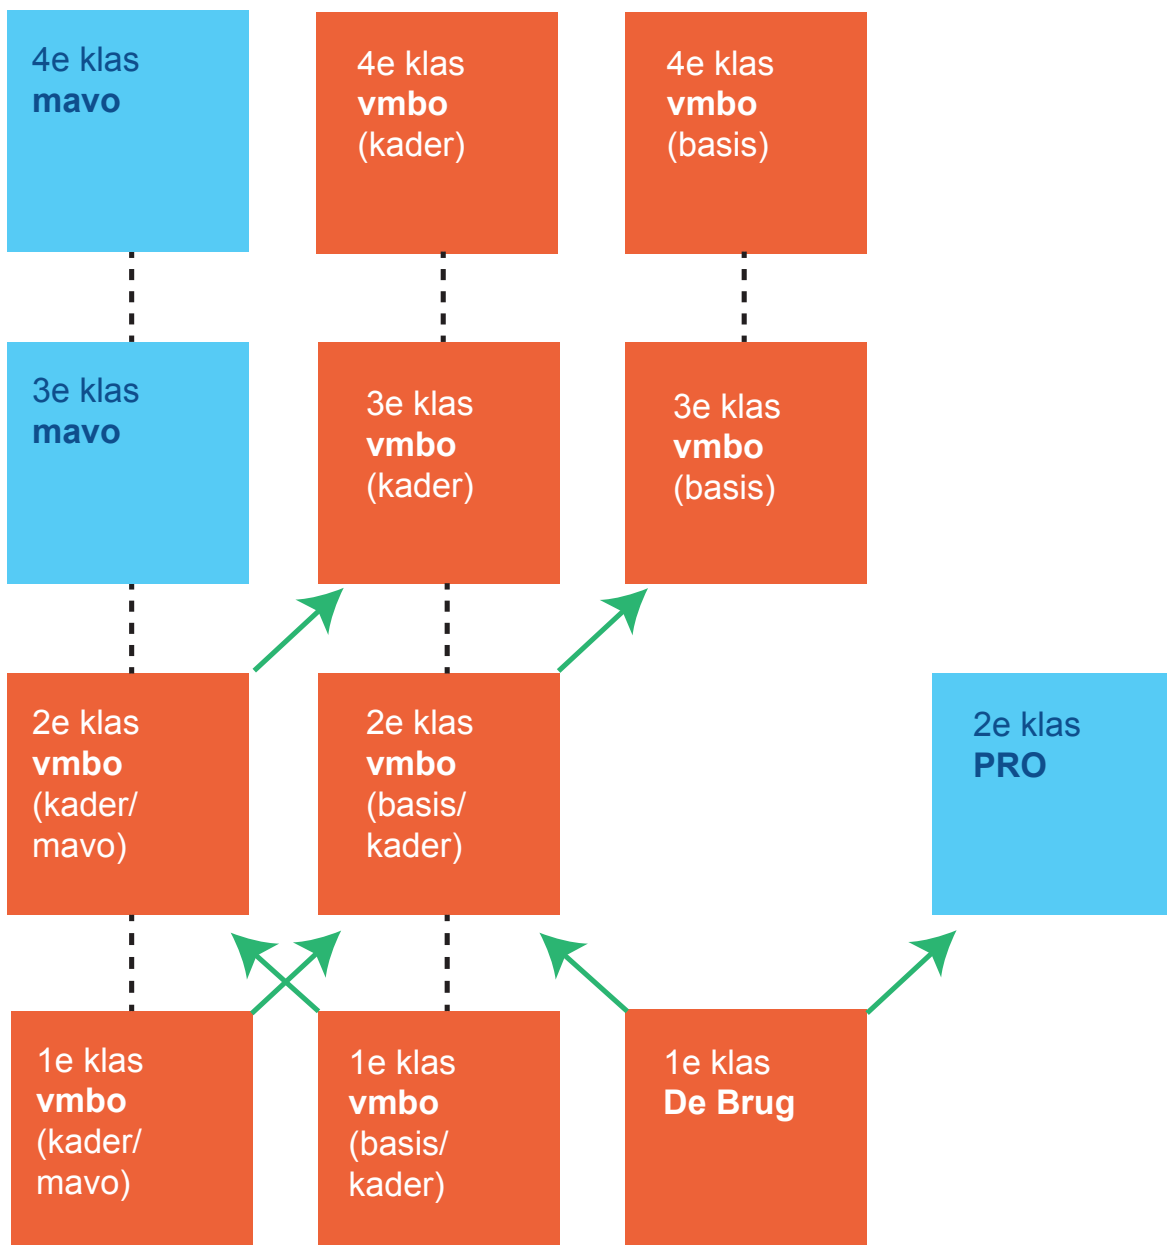 4e klas
mavo
4e klas
vmbo
(kader)
4e klas
vmbo
(basis)
3e klas
mavo
3e klas
vmbo
(kader)
3e klas
vmbo
(basis)
2e klas
vmbo
(kader/
mavo)
2e klas
vmbo
(basis/
kader)
2e klas
PRO
1e klas
vmbo
(kader/
mavo)
1e klas
vmbo
(basis/
kader)
1e klas
De Brug